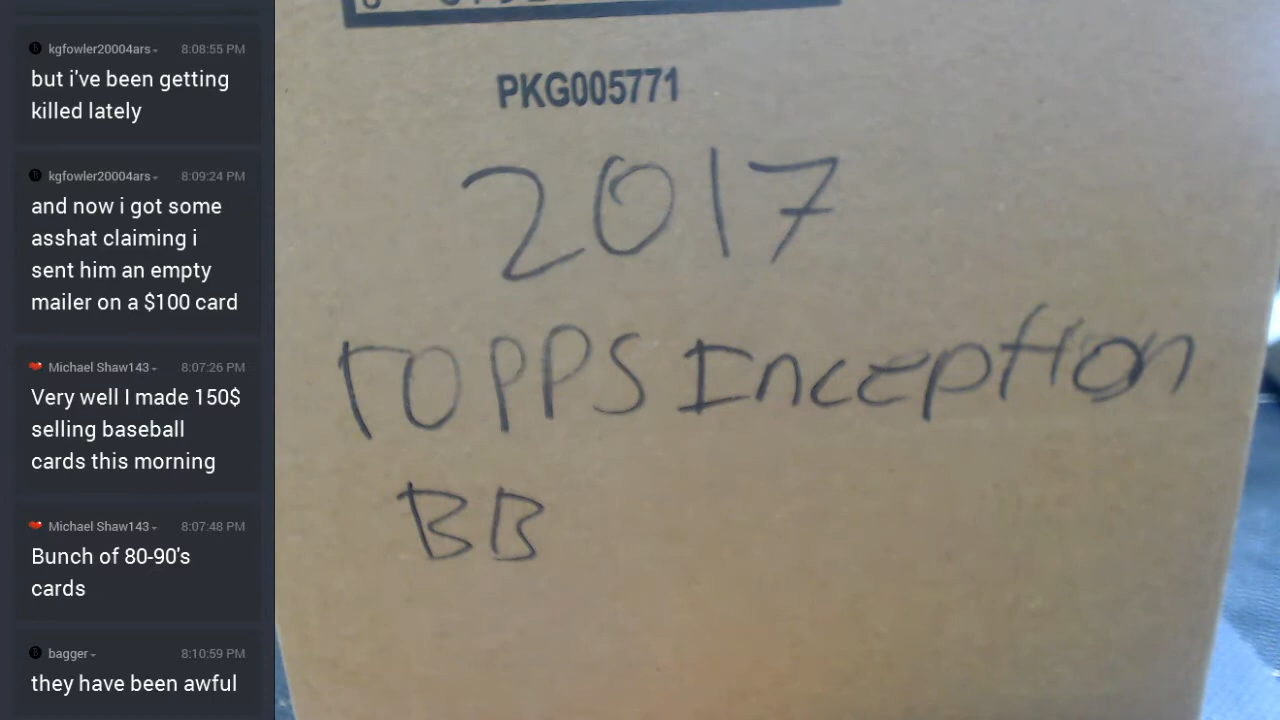 kgfowler20004ars 8:08:55 PM
but i've been getting
killed lately
kgfowler20004ars 8:09:24 PM
and now i got some
asshat claiming i
sent him an empty
mailer on a $100 card
Michael Shaw143 8:07:26 PM
Very well I made 150$
selling baseball
cards this morning
Michael Shaw143 8:07:48 PM
Bunch of 80-90's
cards
bagger 8:10:59 PM
they have been awful
PKG005771
2017
TOPPS Inception
BB